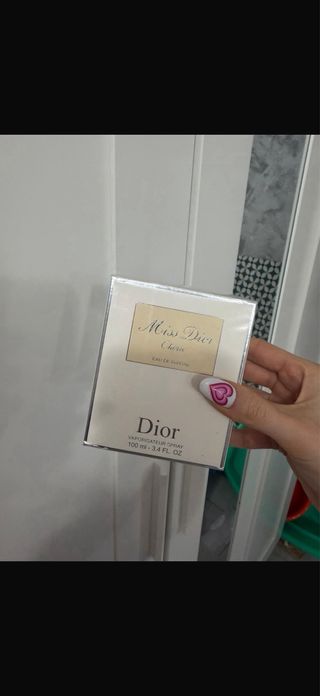 Miss Dior
Chérie
EAU DE PARFUM
Dior
VAPORISATEUR SPRAY
100 ml - 3.4 FL. OZ